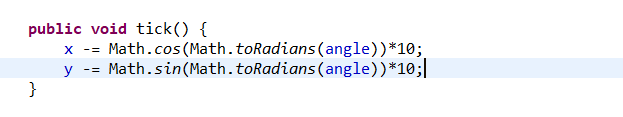 public void tick() {
    x -= Math.cos(Math.toRadians(angle))*10;
    y -= Math.sin(Math.toRadians(angle))*10;
}